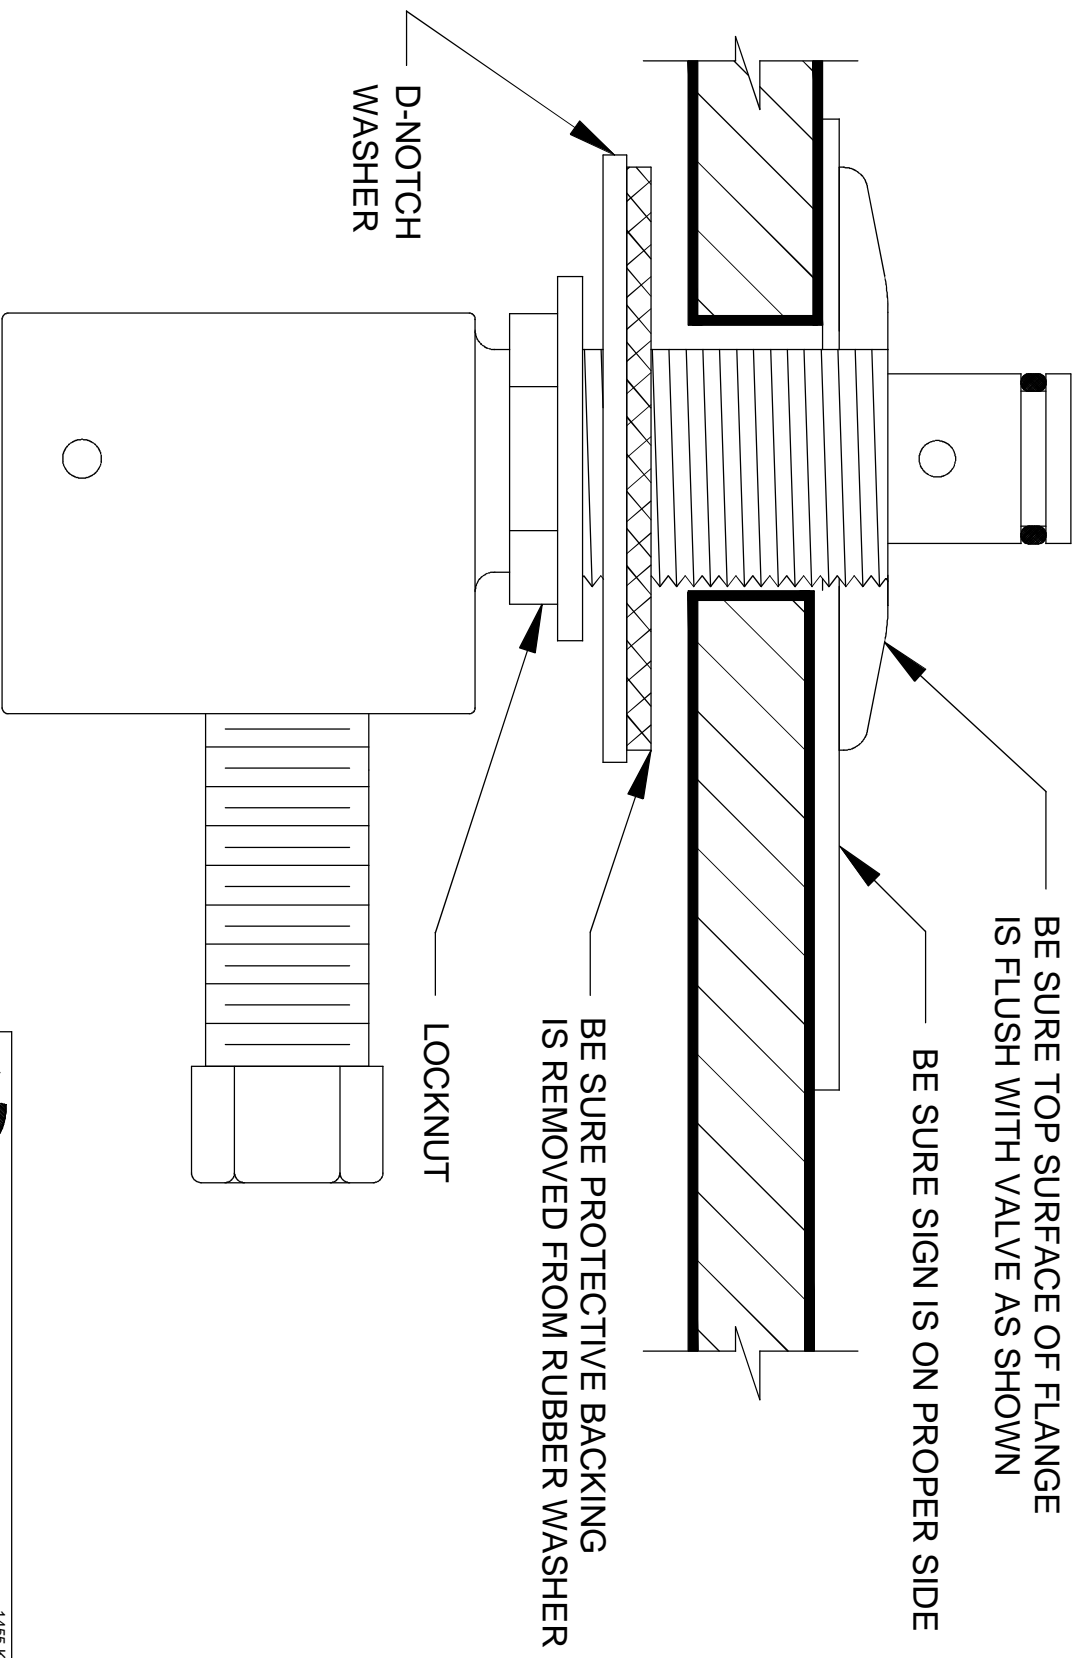 BE SURE TOP SURFACE OF FLANGE
IS FLUSH WITH VALVE AS SHOWN
BE SURE SIGN IS ON PROPER SIDE
BE SURE PROTECTIVE BACKING
IS REMOVED FROM RUBBER WASHER
LOCKNUT
D-NOTCH
WASHER